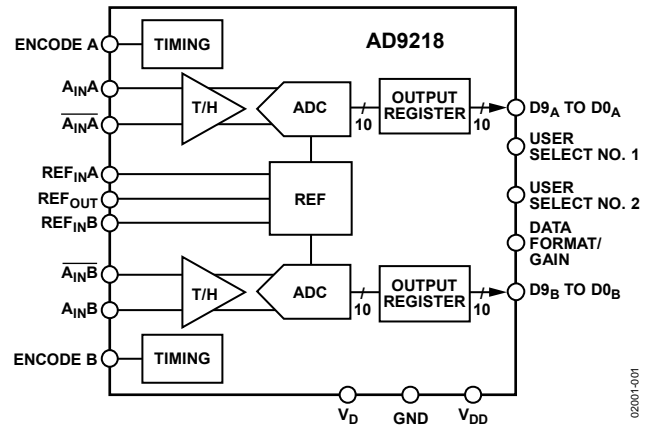 ENCODE A
TIMING
AD9218
A_IN A
T/H
ADC
10
OUTPUT
REGISTER
10
D9_A TO D0_A
A̅_I̅N̅ A̅
USER
SELECT NO. 1
REF_IN A
REF_OUT
REF
USER
SELECT NO. 2
REF_IN B
DATA
FORMAT/
GAIN
A̅_I̅N̅ B̅
T/H
ADC
10
OUTPUT
REGISTER
10
D9_B TO D0_B
A_IN B
ENCODE B
TIMING
V_D
GND
V_DD
02001-001